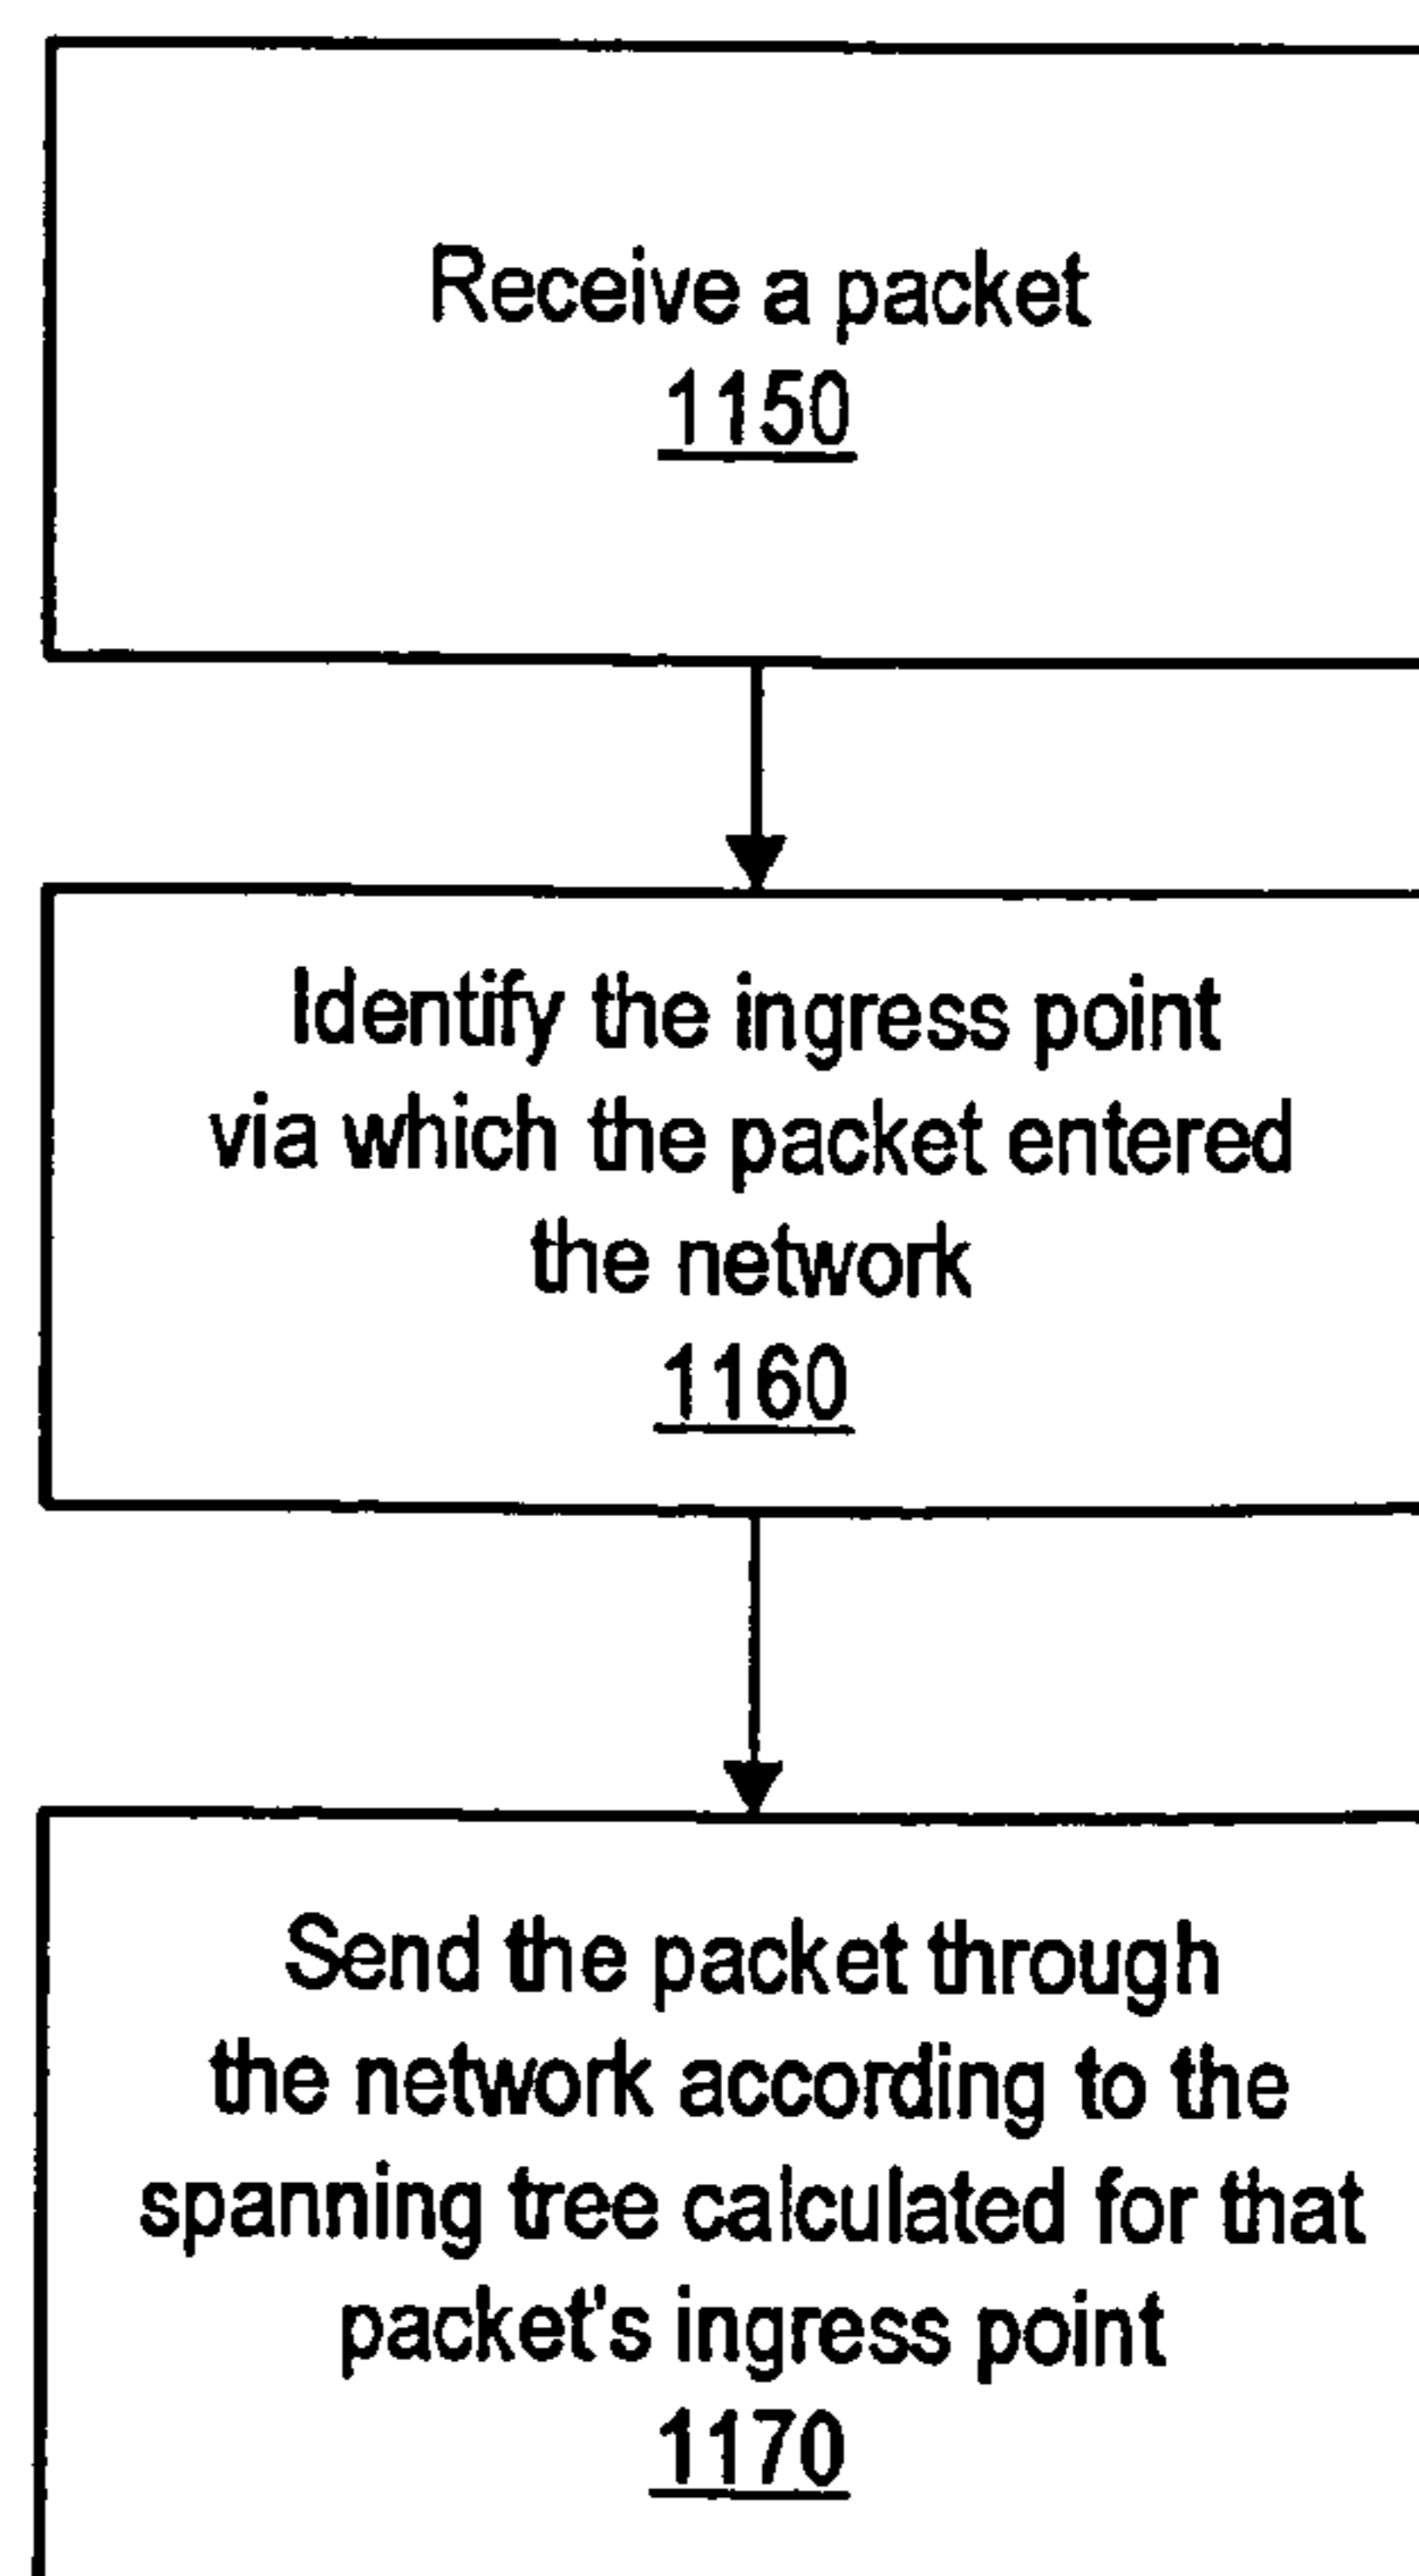 Receive a packet
1150
Identify the ingress point
via which the packet entered
the network
1160
Send the packet through
the network according to the
spanning tree calculated for that
packet's ingress point
1170